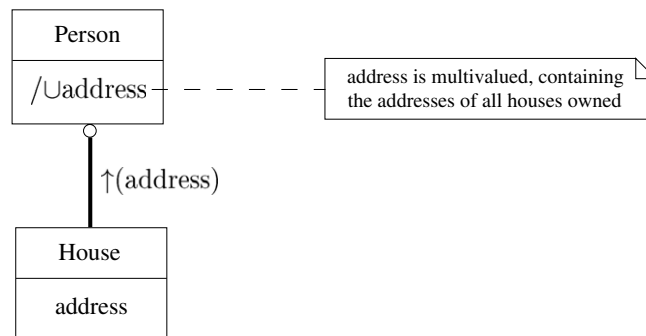 Person
/∪address
address is multivalued, containing
the addresses of all houses owned
↑(address)
House
address